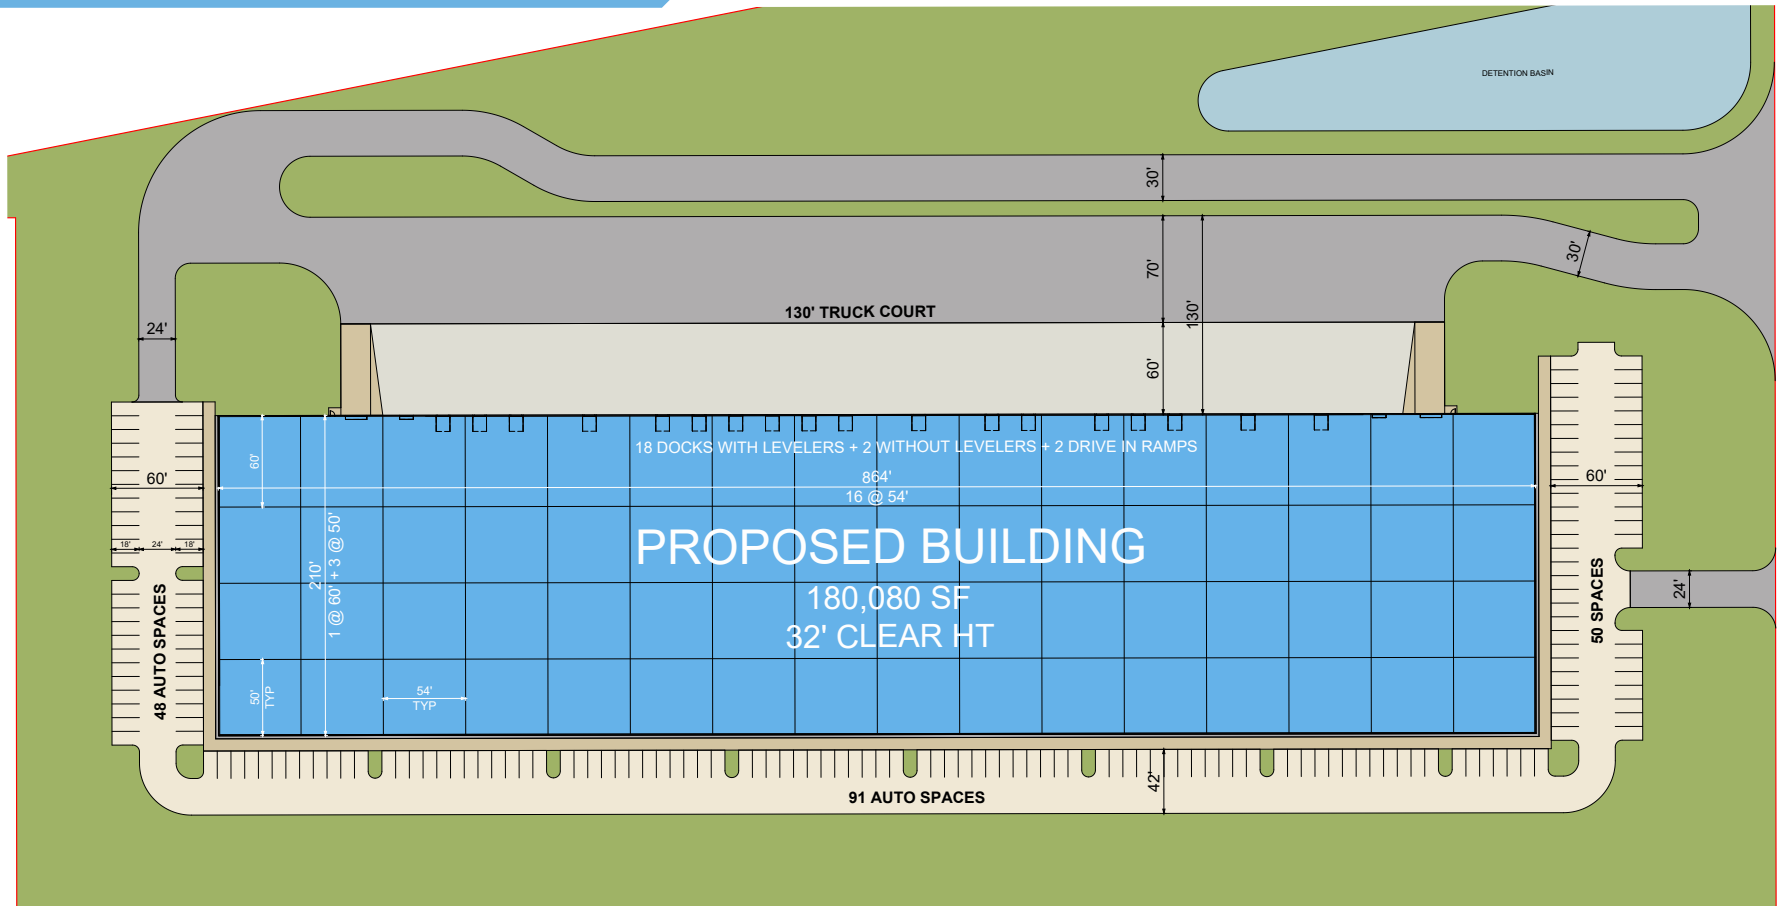 DETENTION BASIN
30'
30'
70'
130'
130' TRUCK COURT
24'
60'
18 DOCKS WITH LEVELERS + 2 WITHOUT LEVELERS + 2 DRIVE IN RAMPS
60'
864'
16 @ 54'
60'
60'
210'
1 @ 60' + 3 @ 50'
PROPOSED BUILDING
180,080 SF
32' CLEAR HT
18'
24'
18'
48 AUTO SPACES
50 SPACES
24'
50'
TYP
54'
TYP
42'
91 AUTO SPACES